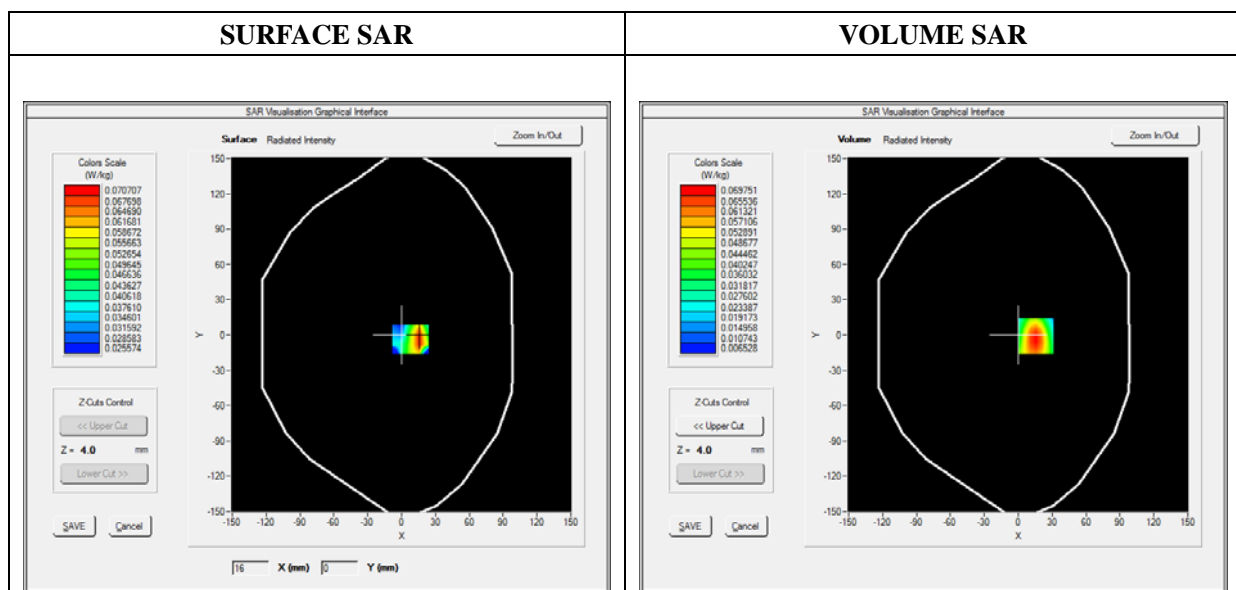 SURFACE SAR
SAR Visualisation Graphical Interface
Surface Radiated Intensity
Zoom In/Out
Colors Scale
(W/kg)
0.070707
0.067698
0.064690
0.061681
0.058672
0.055663
0.052654
0.049645
0.046636
0.043627
0.040618
0.037610
0.034601
0.031592
0.028583
0.025574
Z-Cuts Control
<< Upper Cut
Z = 4.0 mm
Lower Cut >>
SAVE Cancel
150
120
90
60
30
0
-30
-60
-90
-120
-150
Y
-150 -120 -90 -60 -30 0 30 60 90 120 150
X
16 X (mm) 0 Y (mm)
VOLUME SAR
SAR Visualisation Graphical Interface
Volume Radiated Intensity
Zoom In/Out
Colors Scale
(W/kg)
0.069751
0.065536
0.061321
0.057106
0.052891
0.048677
0.044462
0.040247
0.036032
0.031817
0.027602
0.023387
0.019173
0.014958
0.010743
0.006528
Z-Cuts Control
<< Upper Cut
Z = 4.0 mm
Lower Cut >>
SAVE Cancel
150
120
90
60
30
0
-30
-60
-90
-120
-150
Y
-150 -120 -90 -60 -30 0 30 60 90 120 150
X